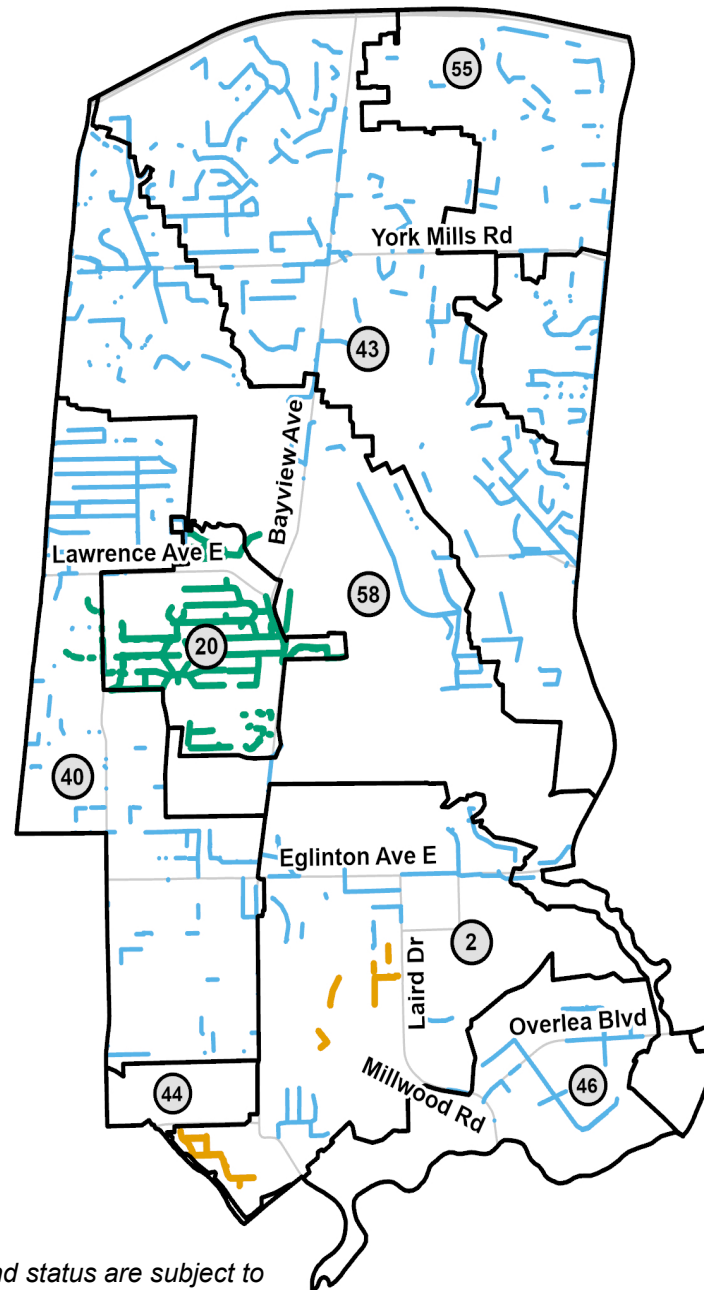 55
York Mills Rd
43
Bayview Ave
Lawrence Ave E
58
20
40
Eglinton Ave E
2
Laird Dr
Overlea Blvd
46
Millwood Rd
44
d status are subject to